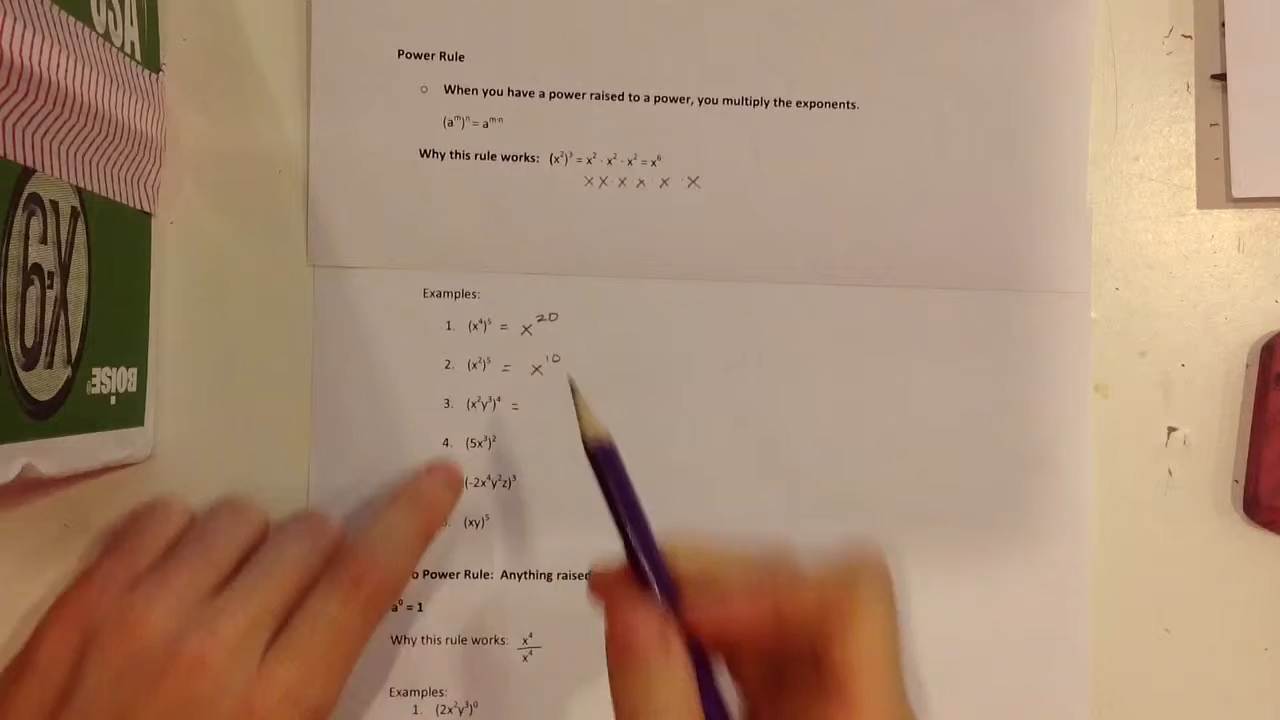 USA
6X
BOISE®
Power Rule
○ When you have a power raised to a power, you multiply the exponents.
(aᵐ)ⁿ = aᵐ·ⁿ
Why this rule works: (x²)³ = x² · x² · x² = x⁶
x x · x x · x · x
Examples:
1. (x⁴)⁵ = x²⁰
2. (x²)⁵ = x¹⁰
3. (x²y³)⁴ =
4. (5x³)²
(-2x⁴y²z)³
(xy)⁵
o Power Rule: Anything raised
a⁰ = 1
Why this rule works: x⁴
x⁴
Examples:
1. (2x²y³)⁰